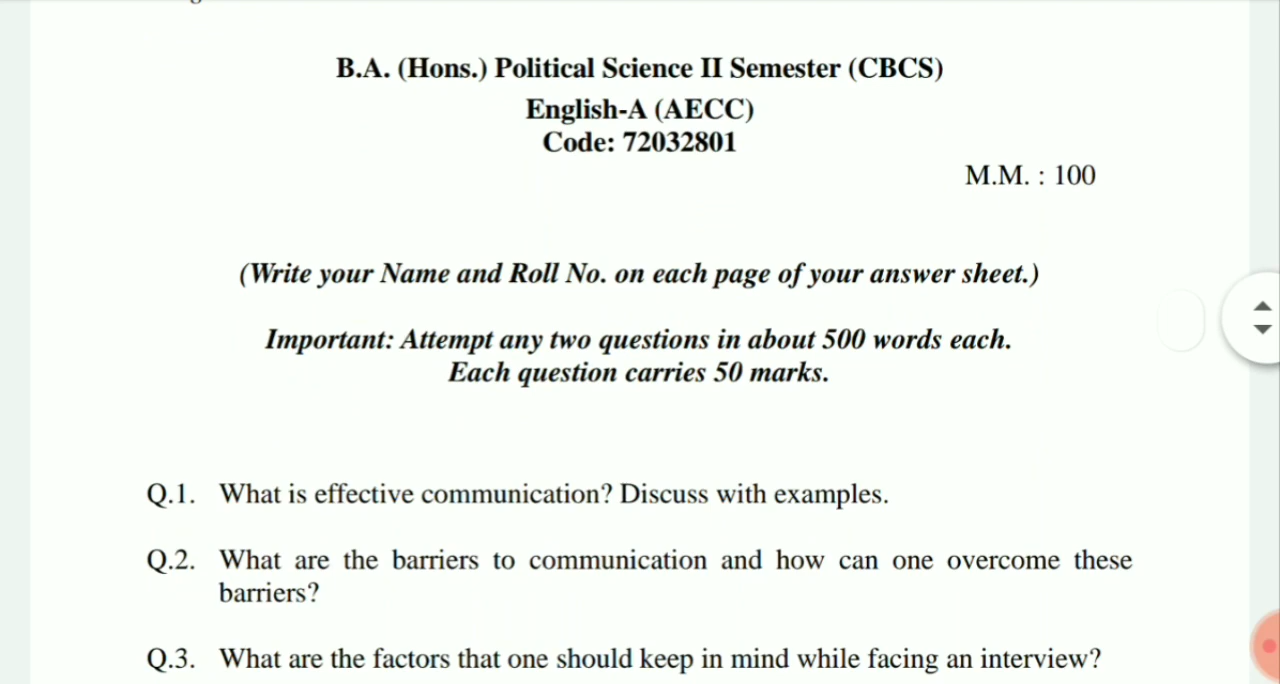 B.A. (Hons.) Political Science II Semester (CBCS)
English-A (AECC)
Code: 72032801
M.M. : 100
(Write your Name and Roll No. on each page of your answer sheet.)
Important: Attempt any two questions in about 500 words each.
Each question carries 50 marks.
Q.1. What is effective communication? Discuss with examples.
Q.2. What are the barriers to communication and how can one overcome these
barriers?
Q.3. What are the factors that one should keep in mind while facing an interview?